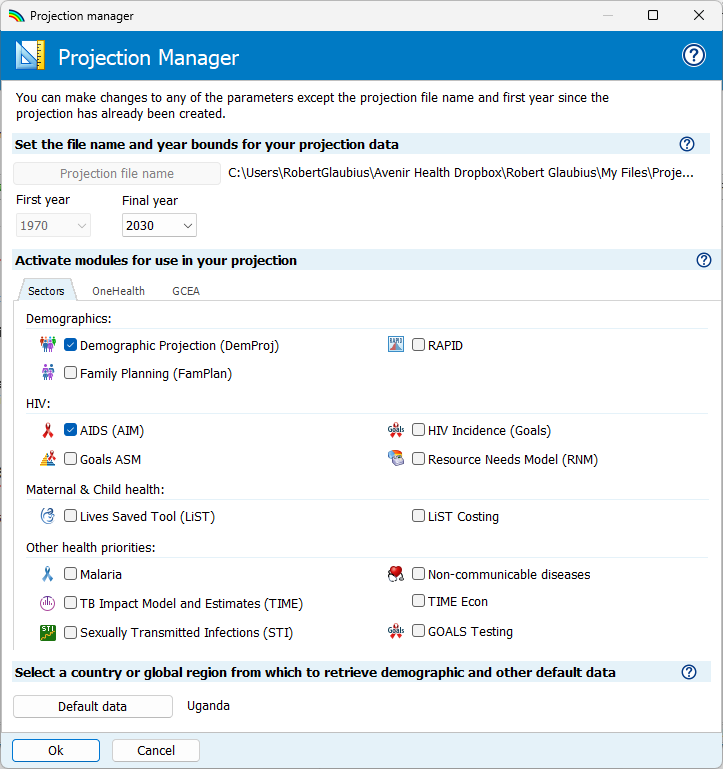 Projection manager
Projection Manager
?
You can make changes to any of the parameters except the projection file name and first year since the
projection has already been created.
Set the file name and year bounds for your projection data ?
Projection file name C:\Users\RobertGlaubius\Avenir Health Dropbox\Robert Glaubius\My Files\Proje...
First year Final year
1970 2030
Activate modules for use in your projection ?
Sectors OneHealth GCEA
Demographics:
Demographic Projection (DemProj) RAPID RAPID
Family Planning (FamPlan)
HIV:
AIDS (AIM) Goals HIV Incidence (Goals)
Goals ASM Resource Needs Model (RNM)
Maternal & Child health:
Lives Saved Tool (LiST) LiST Costing
Other health priorities:
Malaria Non-communicable diseases
TB Impact Model and Estimates (TIME) TIME Econ
STI Sexually Transmitted Infections (STI) Goals GOALS Testing
Select a country or global region from which to retrieve demographic and other default data ?
Default data Uganda
Ok Cancel